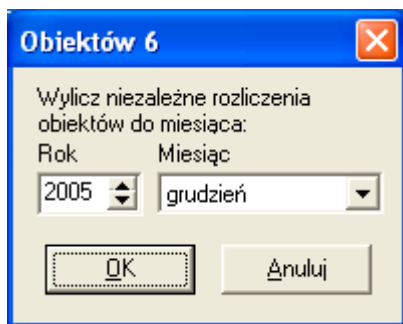 Obiektów 6
Wylicz niezależne rozliczenia
obiektów do miesiąca:
Rok Miesiąc
2005 grudzień
OK Anuluj